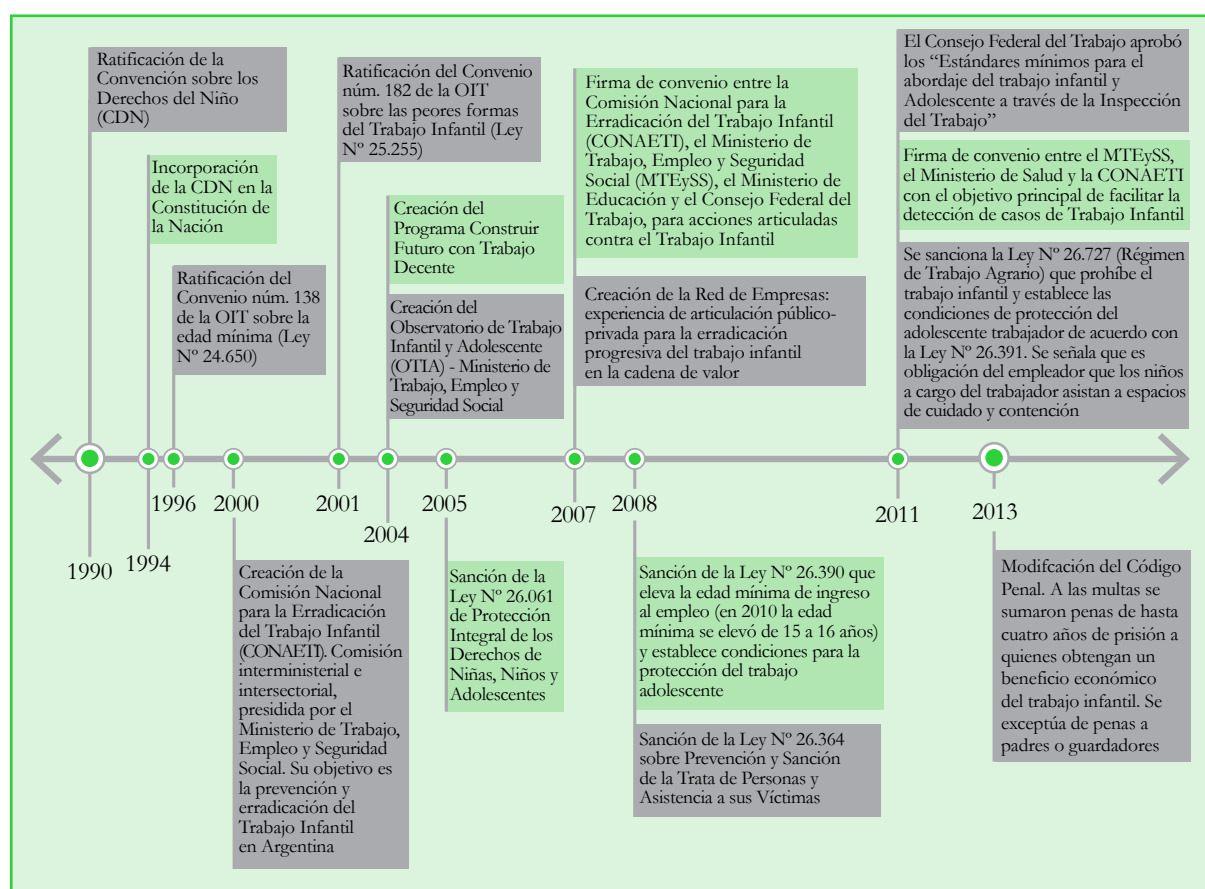 Ratificación de la
Convención sobre los
Derechos del Niño
(CDN)
Incorporación
de la CDN en la
Constitución de
la Nación
Ratificación del
Convenio núm. 138
de la OIT sobre la
edad mínima (Ley
Nº 24.650)
Ratificación del Convenio
núm. 182 de la OIT
sobre las peores formas
del Trabajo Infantil (Ley
Nº 25.255)
Creación del
Programa Construir
Futuro con Trabajo
Decente
Creación del
Observatorio de Trabajo
Infantil y Adolescente
(OTIA) - Ministerio de
Trabajo, Empleo y
Seguridad Social
Firma de convenio entre la
Comisión Nacional para la
Erradicación del Trabajo Infantil
(CONAETI), el Ministerio de
Trabajo, Empleo y Seguridad
Social (MTEySS), el Ministerio de
Educación y el Consejo Federal del
Trabajo, para acciones articuladas
contra el Trabajo Infantil
Creación de la Red de Empresas:
experiencia de articulación público-
privada para la erradicación
progresiva del trabajo infantil
en la cadena de valor
El Consejo Federal del Trabajo aprobó
los “Estándares mínimos para el
abordaje del trabajo infantil y
Adolescente a través de la Inspección
del Trabajo”
Firma de convenio entre el MTEySS,
el Ministerio de Salud y la CONAETI
con el objetivo principal de facilitar la
detección de casos de Trabajo Infantil
Se sanciona la Ley Nº 26.727 (Régimen
de Trabajo Agrario) que prohíbe el
trabajo infantil y establece las
condiciones de protección del
adolescente trabajador de acuerdo con
la Ley Nº 26.391. Se señala que es
obligación del empleador que los niños
a cargo del trabajador asistan a espacios
de cuidado y contención
1990
1994
1996
2000
2001
2004
2005
2007
2008
2011
2013
Creación de la
Comisión Nacional
para la Erradicación
del Trabajo Infantil
(CONAETI). Comisión
interministerial e
intersectorial,
presidida por el
Ministerio de Trabajo,
Empleo y Seguridad
Social. Su objetivo es
la prevención y
erradicación del
Trabajo Infantil
en Argentina
Sanción de la
Ley Nº 26.061
de Protección
Integral de los
Derechos de
Niñas, Niños y
Adolescentes
Sanción de la Ley Nº 26.390 que
eleva la edad mínima de ingreso
al empleo (en 2010 la edad
mínima se elevó de 15 a 16 años)
y establece condiciones para la
protección del trabajo
adolescente
Sanción de la Ley Nº 26.364
sobre Prevención y Sanción
de la Trata de Personas y
Asistencia a sus Víctimas
Modifcación del Código
Penal. A las multas se
sumaron penas de hasta
cuatro años de prisión a
quienes obtengan un
beneficio económico
del trabajo infantil. Se
exceptúa de penas a
padres o guardadores